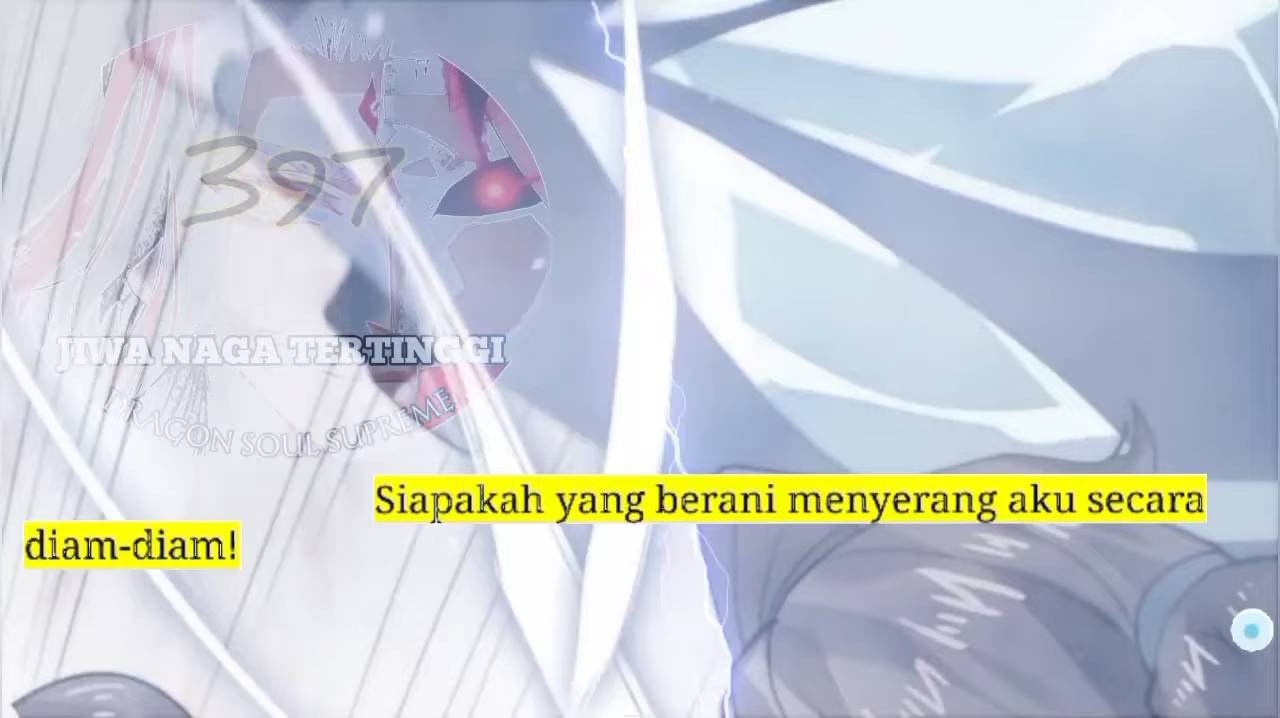 397
JIWA NAGA TERTINGGI
DRAGON SOUL SUPREME
Siapakah yang berani menyerang aku secara
diam-diam!